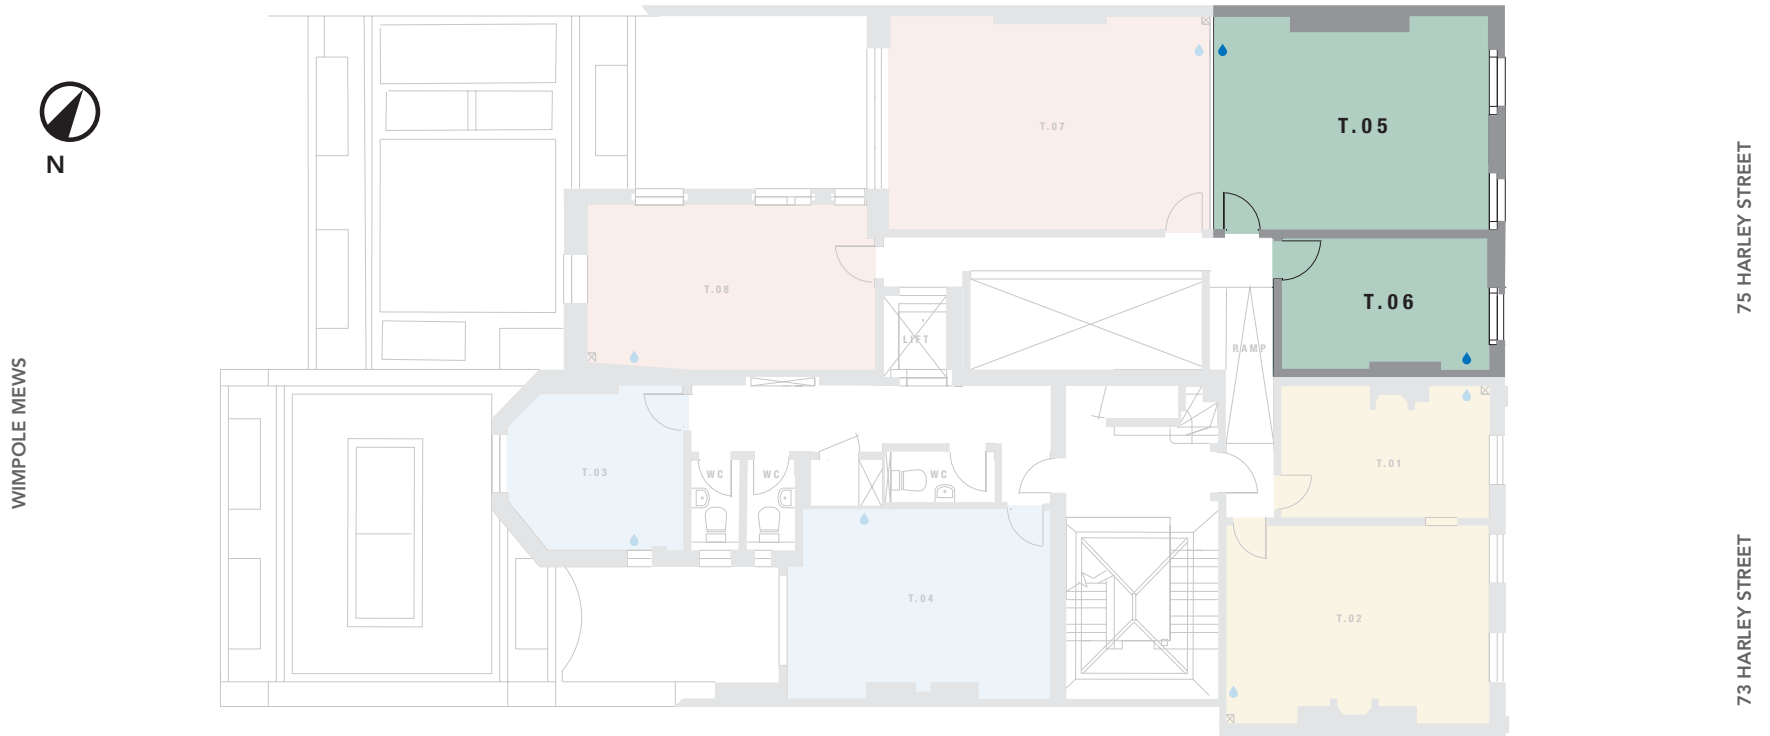 N
WIMPOLE MEWS
T.07
T.05
75 HARLEY STREET
T.08
T.06
LIFT
RAMP
T.03
WC
WC
WC
T.01
T.04
T.02
73 HARLEY STREET